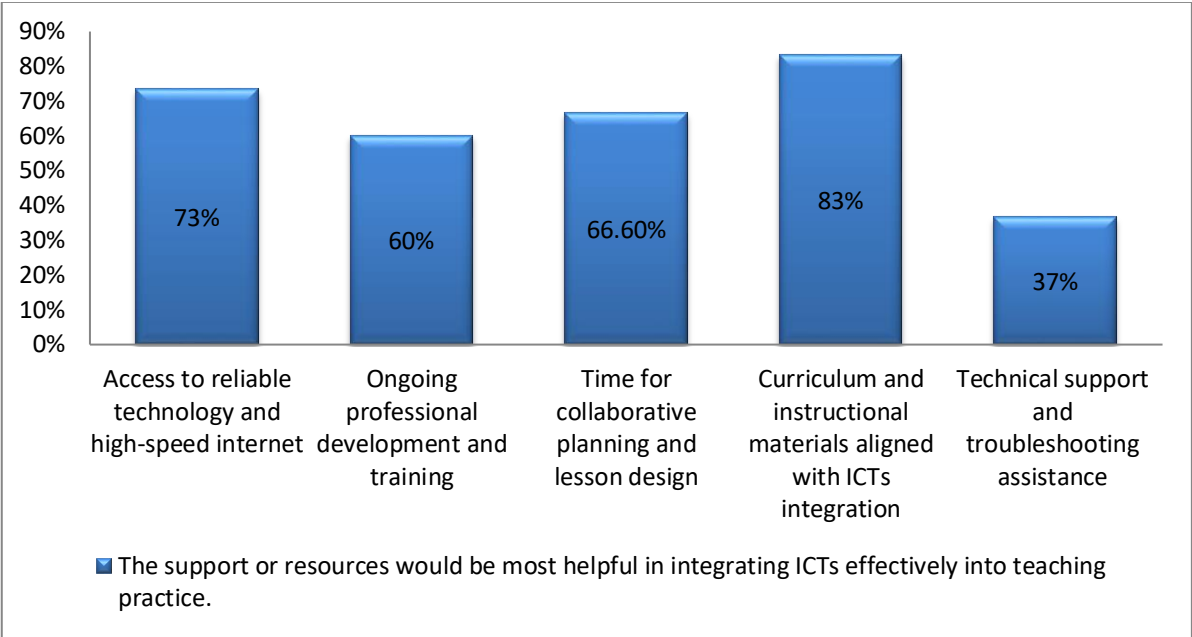 90%
80%
70%
60%
50%
40%
30%
20%
10%
0%
73%
60%
66.60%
83%
37%
Access to reliable
technology and
high-speed internet
Ongoing
professional
development and
training
Time for
collaborative
planning and
lesson design
Curriculum and
instructional
materials aligned
with ICTs
integration
Technical support
and
troubleshooting
assistance
The support or resources would be most helpful in integrating ICTs effectively into teaching
practice.